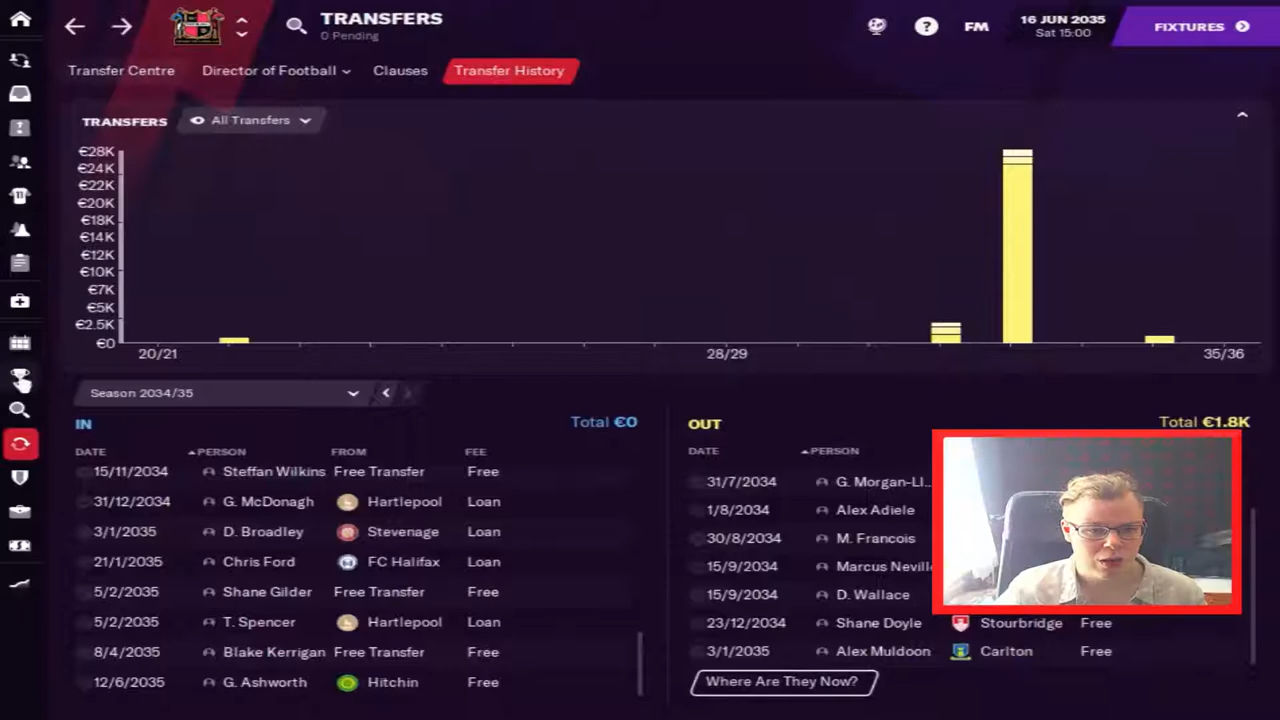 TRANSFERS
0 Pending
? FM 16 JUN 2035
Sat 15:00
FIXTURES
Transfer Centre Director of Football Clauses Transfer History
TRANSFERS All Transfers
€28K
€24K
€22K
€20K
€18K
€14K
€12K
€10K
€7K
€5K
€2.5K
€0
20/21 28/29 35/36
Season 2034/35
IN Total €0
DATE PERSON FROM FEE
15/11/2034 Steffan Wilkins Free Transfer Free
31/12/2034 G. McDonagh Hartlepool Loan
3/1/2035 D. Broadley Stevenage Loan
21/1/2035 Chris Ford FC Halifax Loan
5/2/2035 Shane Gilder Free Transfer Free
5/2/2035 T. Spencer Hartlepool Loan
8/4/2035 Blake Kerrigan Free Transfer Free
12/6/2035 G. Ashworth Hitchin Free
OUT Total €1.8K
DATE PERSON
31/7/2034 G. Morgan-Ll..
1/8/2034 Alex Adiele
30/8/2034 M. Francois
15/9/2034 Marcus Nevill
15/9/2034 D. Wallace
23/12/2034 Shane Doyle Stourbridge Free
3/1/2035 Alex Muldoon Carlton Free
Where Are They Now?